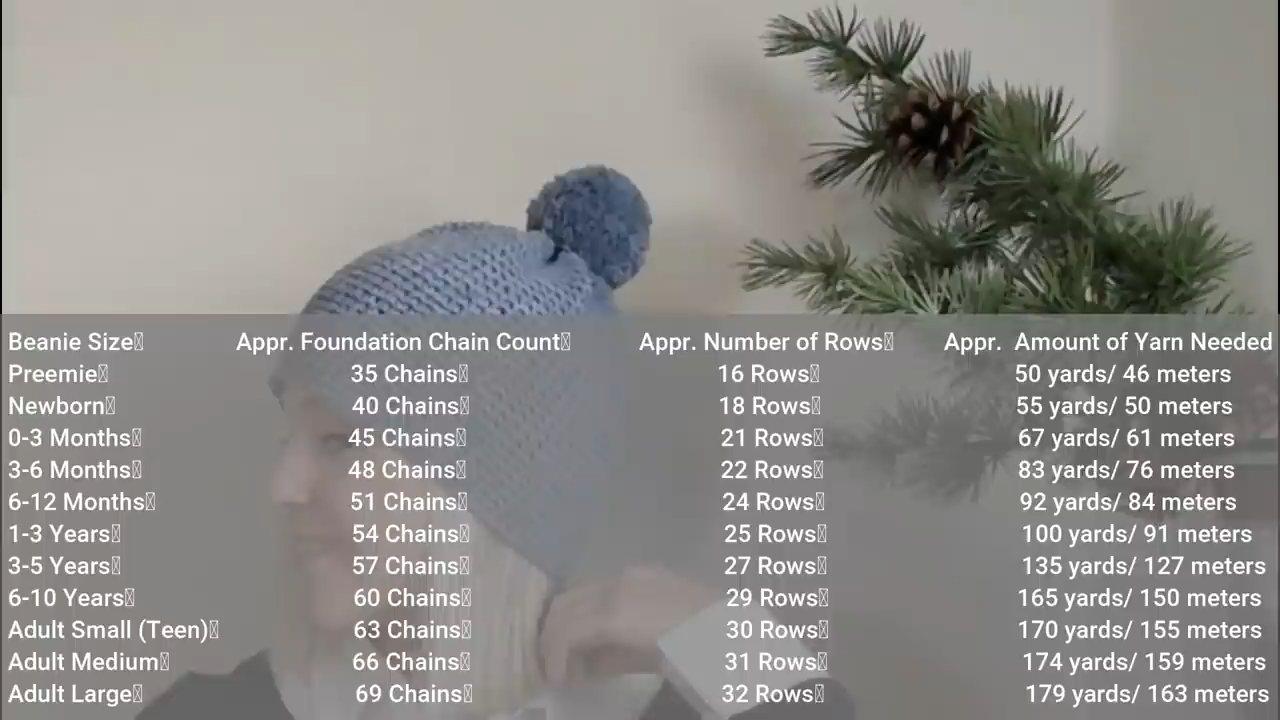 Beanie Size Appr. Foundation Chain Count Appr. Number of Rows Appr. Amount of Yarn Needed
Preemie 35 Chains 16 Rows 50 yards/ 46 meters
Newborn 40 Chains 18 Rows 55 yards/ 50 meters
0-3 Months 45 Chains 21 Rows 67 yards/ 61 meters
3-6 Months 48 Chains 22 Rows 83 yards/ 76 meters
6-12 Months 51 Chains 24 Rows 92 yards/ 84 meters
1-3 Years 54 Chains 25 Rows 100 yards/ 91 meters
3-5 Years 57 Chains 27 Rows 135 yards/ 127 meters
6-10 Years 60 Chains 29 Rows 165 yards/ 150 meters
Adult Small (Teen) 63 Chains 30 Rows 170 yards/ 155 meters
Adult Medium 66 Chains 31 Rows 174 yards/ 159 meters
Adult Large 69 Chains 32 Rows 179 yards/ 163 meters